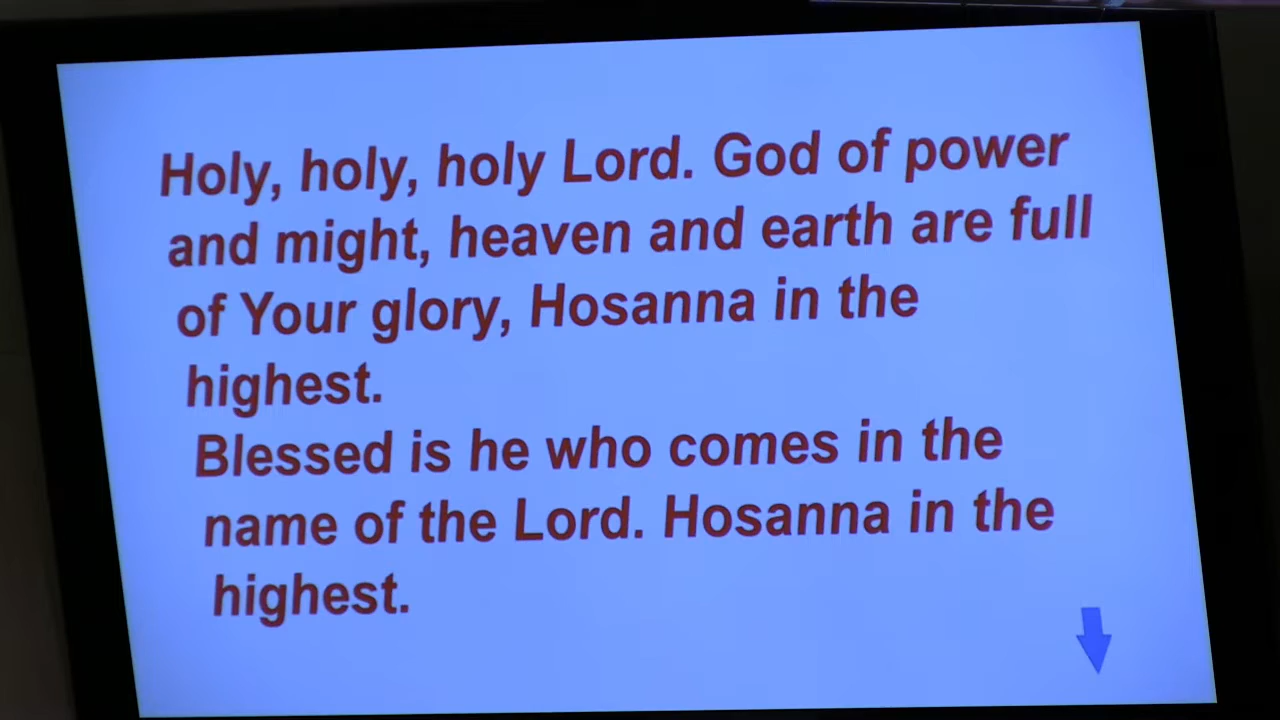 Holy, holy, holy Lord. God of power
and might, heaven and earth are full
of Your glory, Hosanna in the
highest.
Blessed is he who comes in the
name of the Lord. Hosanna in the
highest.